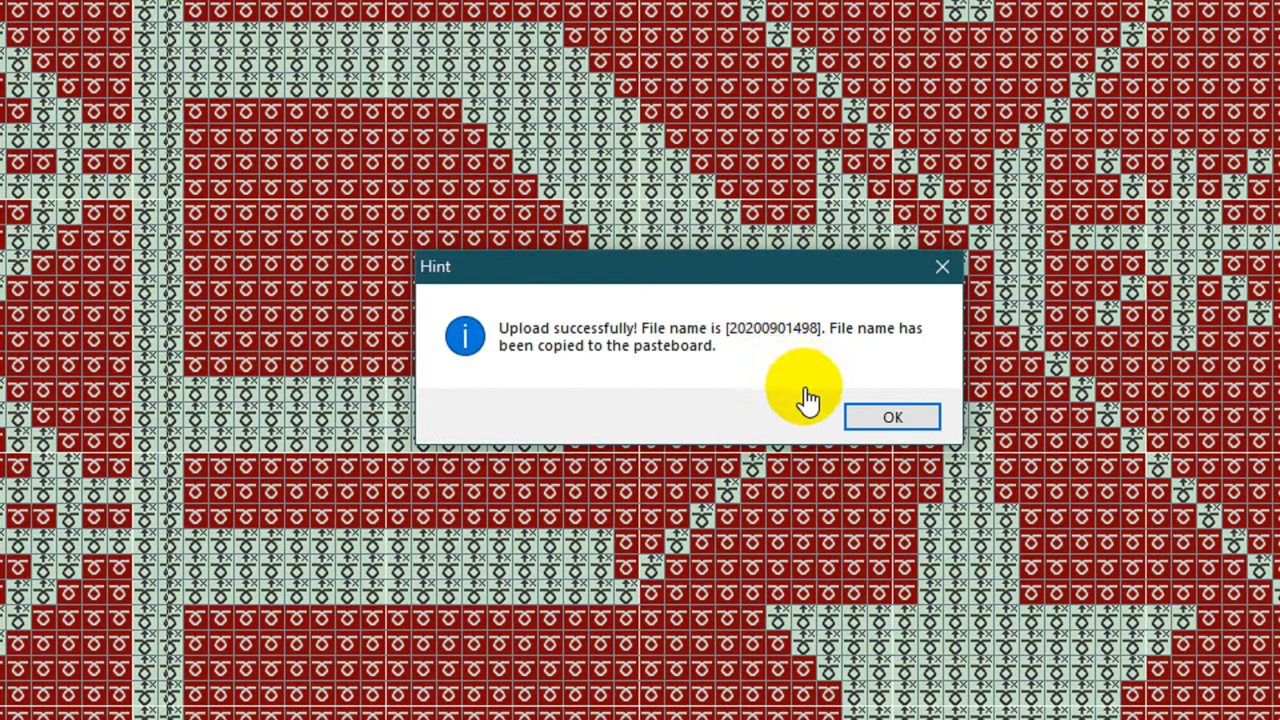 Hint
Upload successfully! File name is [20200901498]. File name has
been copied to the pasteboard.
OK